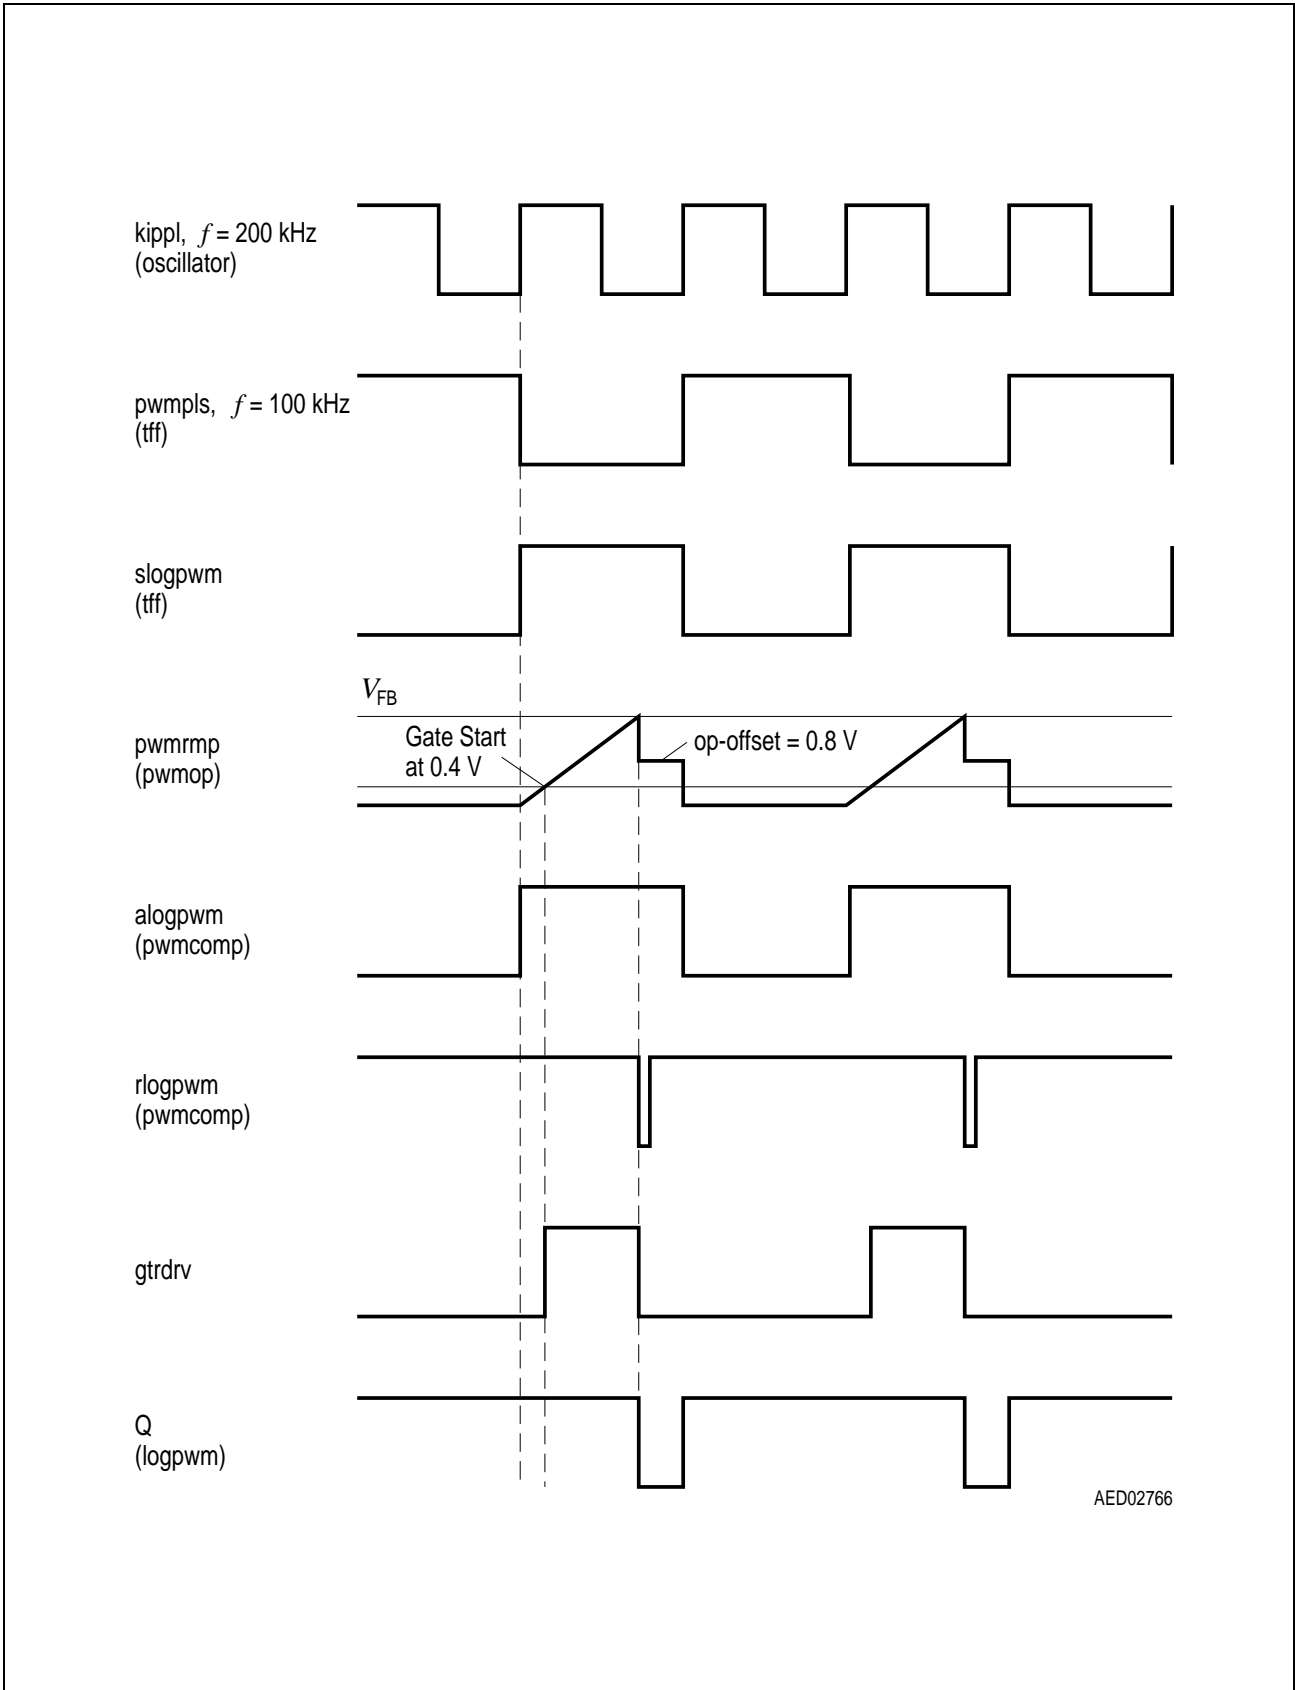 kippl, f = 200 kHz
(oscillator)
pwmpls, f = 100 kHz
(tff)
slogpwm
(tff)
VFB
pwmrmp
(pwmop)
Gate Start
at 0.4 V
op-offset = 0.8 V
alogpwm
(pwmcomp)
rlogpwm
(pwmcomp)
gtrdrv
Q
(logpwm)
AED02766